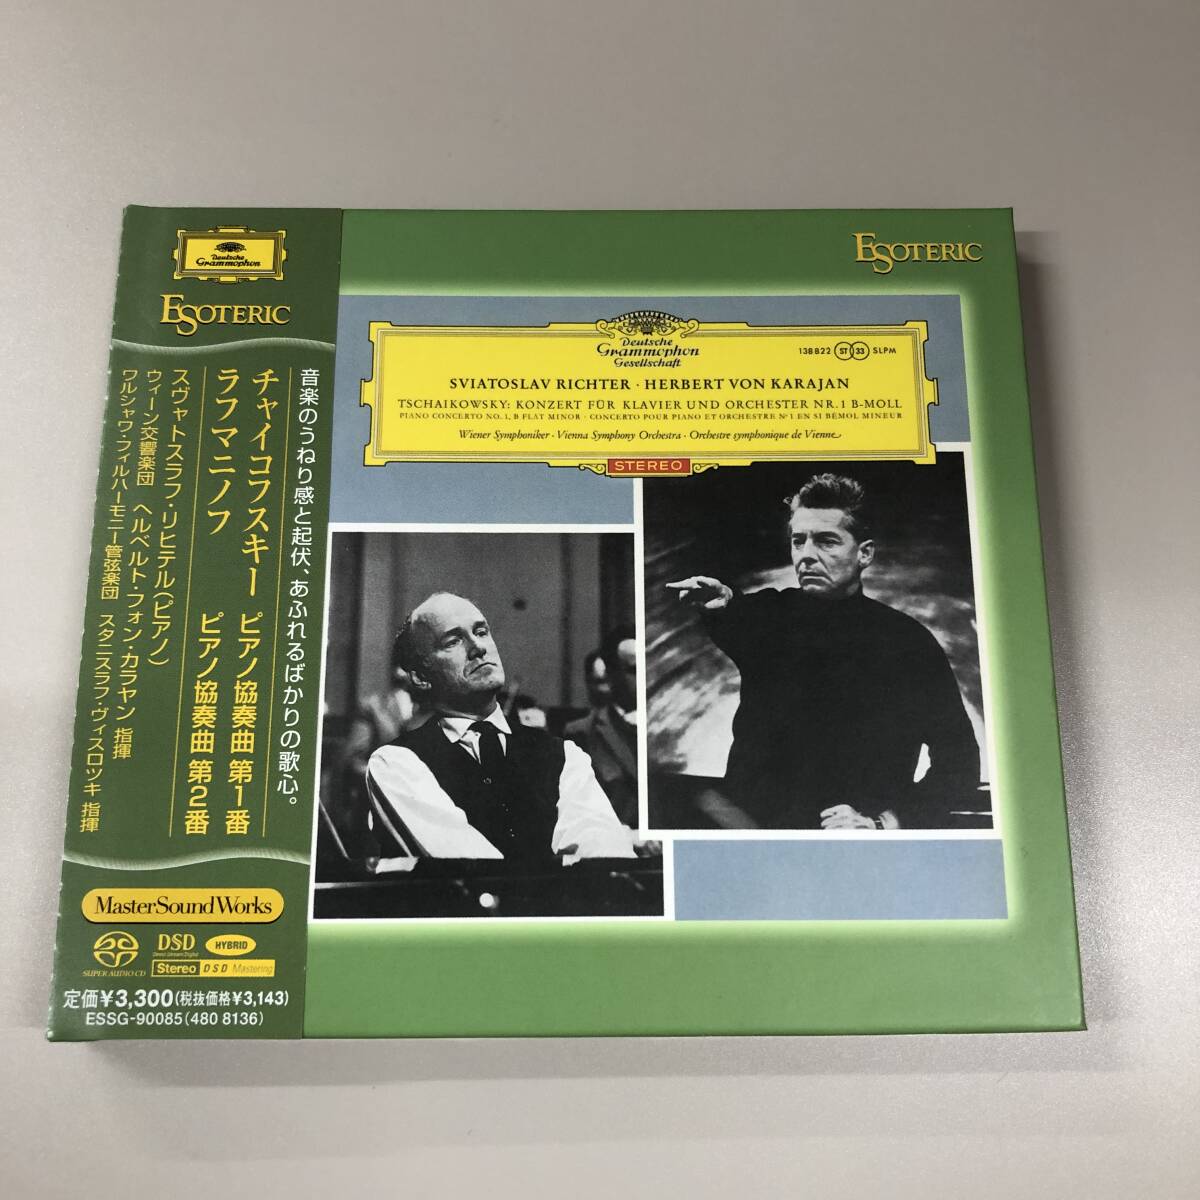 Deutsche
Grammophon
ESOTERIC
音楽のうねり感と起伏、あふれるばかりの歌心。
チャイコフスキー ピアノ協奏曲 第1番
ラフマニノフ ピアノ協奏曲 第2番
スヴャトスラフ・リヒテル(ピアノ)
ウィーン交響楽団 ヘルベルト・フォン・カラヤン 指揮
ワルシャワ・フィルハーモニー管弦楽団 スタニスラフ・ヴィスロツキ 指揮
MasterSound Works
SUPER AUDIO CD
DSD
Direct Stream Digital
HYBRID
Stereo DSD Mastering
定価¥3,300(税抜価格¥3,143)
ESSG-90085(480 8136)
ESOTERIC
Deutsche
Grammophon
Gesellschaft
138822 ST 33 SLPM
SVIATOSLAV RICHTER · HERBERT VON KARAJAN
TSCHAIKOWSKY: KONZERT FÜR KLAVIER UND ORCHESTER NR. 1 B-MOLL
PIANO CONCERTO NO. 1, B FLAT MINOR · CONCERTO POUR PIANO ET ORCHESTRE N° 1 EN SI BÉMOL MINEUR
Wiener Symphoniker · Vienna Symphony Orchestra · Orchestre symphonique de Vienne
STEREO